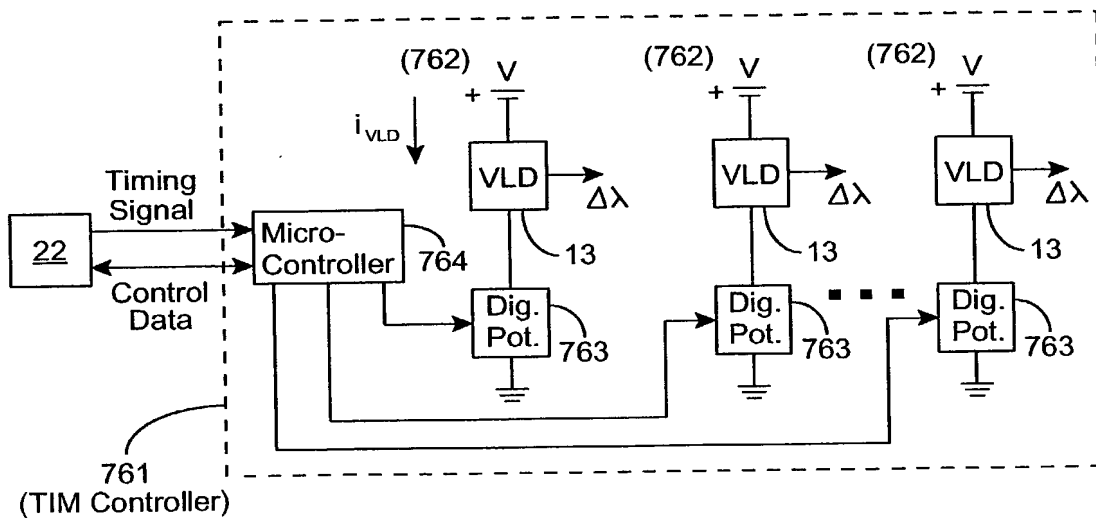 (762) V
+
(762) V
+
(762) V
+
i VLD
VLD
Δλ
VLD
Δλ
VLD
Δλ
Timing
Signal
22
Micro-
Controller
764
13
13
13
Control
Data
Dig.
Pot.
763
Dig.
Pot.
763
Dig.
Pot.
763
761
(TIM Controller)